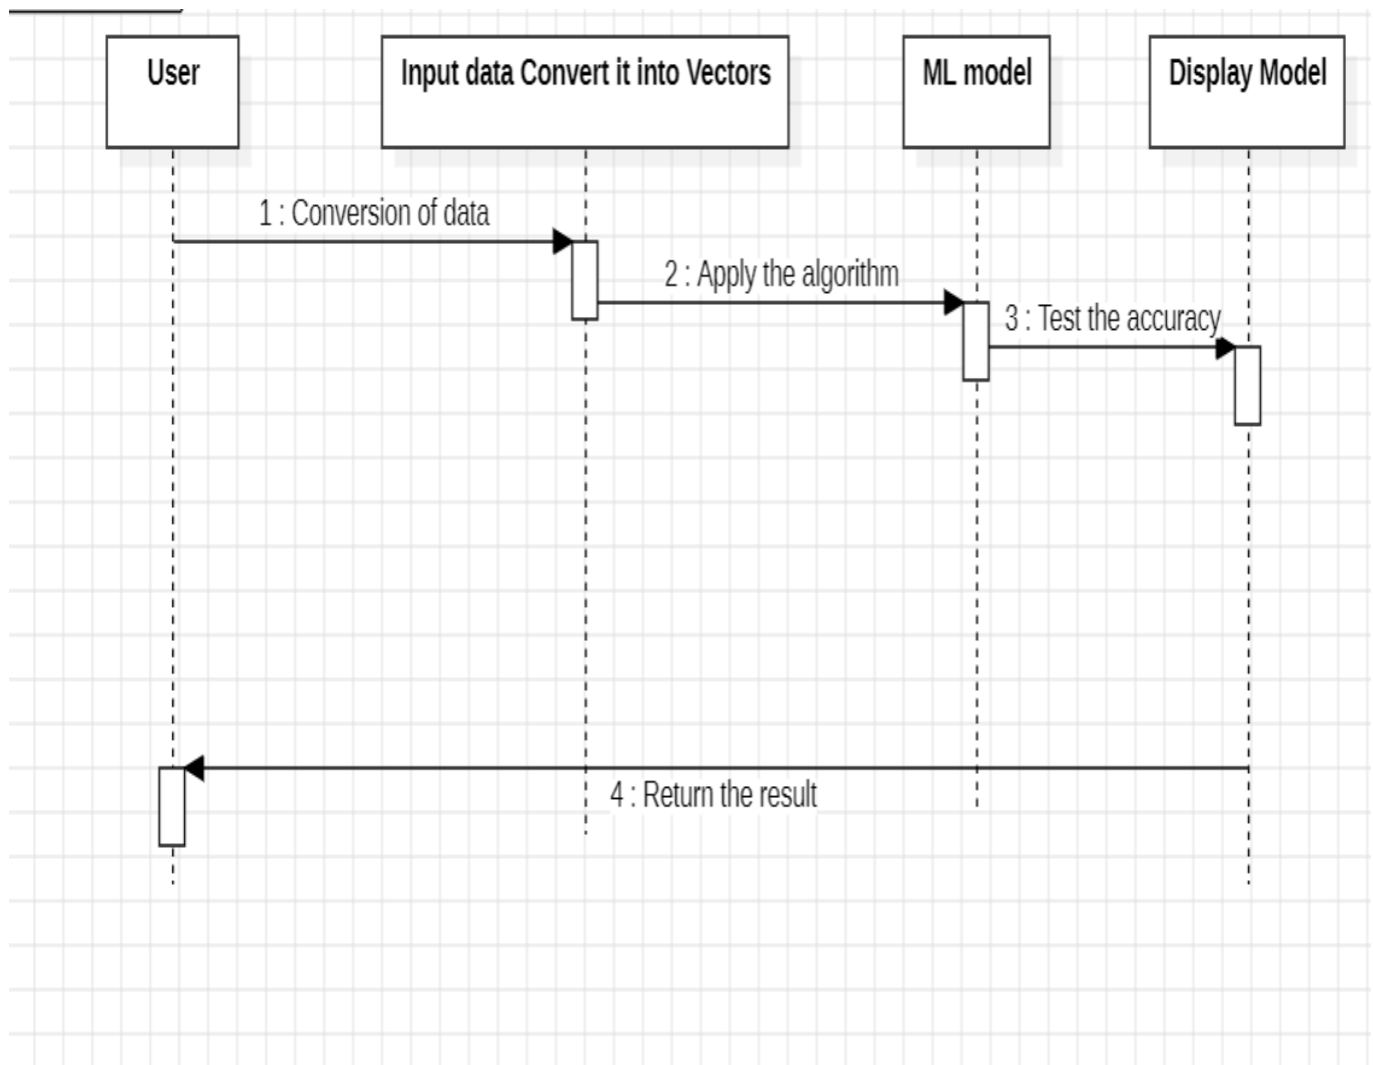 User
Input data Convert it into Vectors
ML model
Display Model
1 : Conversion of data
2 : Apply the algorithm
3 : Test the accuracy
4 : Return the result